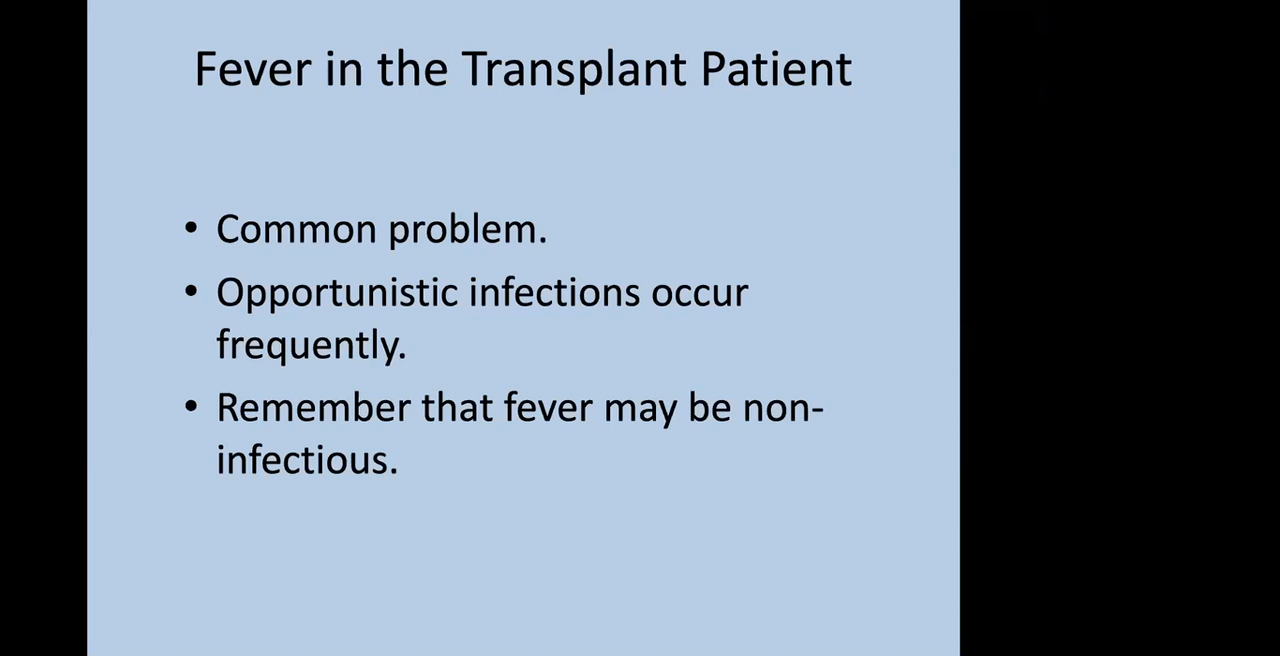 Fever in the Transplant Patient
• Common problem.
• Opportunistic infections occur
frequently.
• Remember that fever may be non-
infectious.